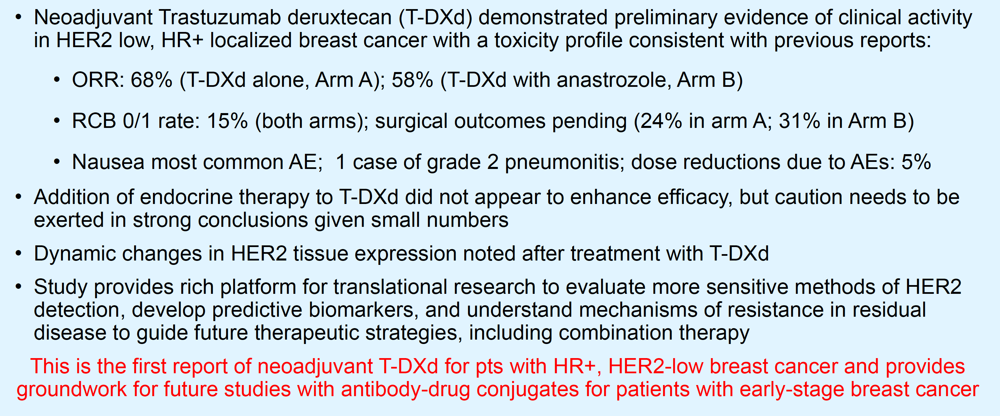 • Neoadjuvant Trastuzumab deruxtecan (T-DXd) demonstrated preliminary evidence of clinical activity
in HER2 low, HR+ localized breast cancer with a toxicity profile consistent with previous reports:
• ORR: 68% (T-DXd alone, Arm A); 58% (T-DXd with anastrozole, Arm B)
• RCB 0/1 rate: 15% (both arms); surgical outcomes pending (24% in arm A; 31% in Arm B)
• Nausea most common AE;  1 case of grade 2 pneumonitis; dose reductions due to AEs: 5%
• Addition of endocrine therapy to T-DXd did not appear to enhance efficacy, but caution needs to be
exerted in strong conclusions given small numbers
• Dynamic changes in HER2 tissue expression noted after treatment with T-DXd
• Study provides rich platform for translational research to evaluate more sensitive methods of HER2
detection, develop predictive biomarkers, and understand mechanisms of resistance in residual
disease to guide future therapeutic strategies, including combination therapy
This is the first report of neoadjuvant T-DXd for pts with HR+, HER2-low breast cancer and provides
groundwork for future studies with antibody-drug conjugates for patients with early-stage breast cancer